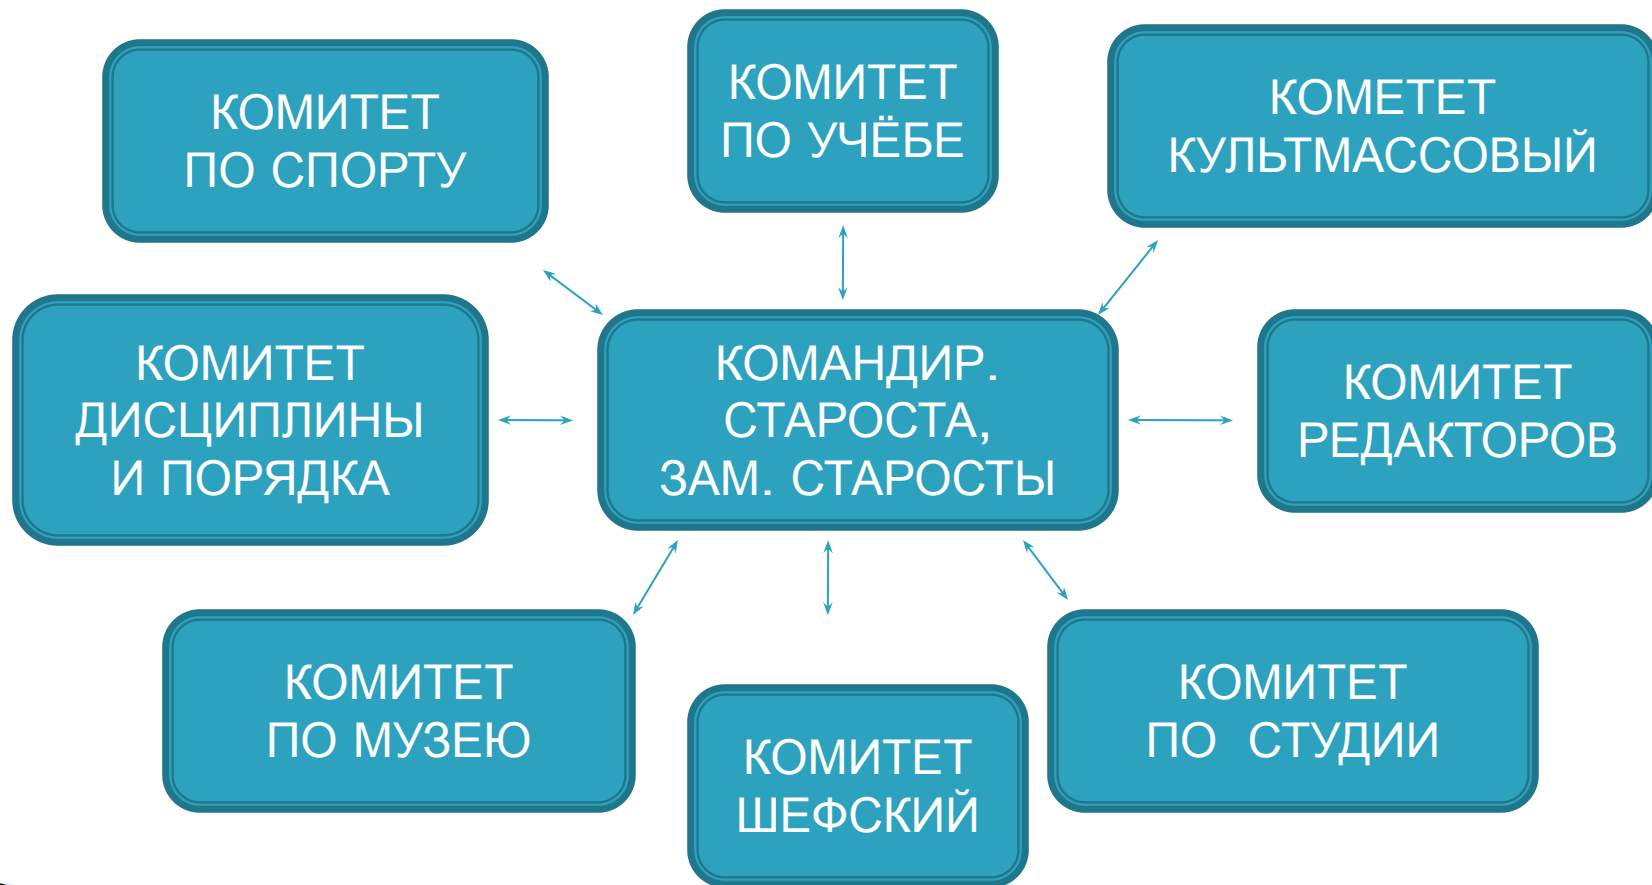 КОМИТЕТ
ПО СПОРТУ
КОМИТЕТ
ПО УЧЁБЕ
КОМЕТЕТ
КУЛЬТМАССОВЫЙ
КОМИТЕТ
ДИСЦИПЛИНЫ
И ПОРЯДКА
КОМАНДИР.
СТАРОСТА,
ЗАМ. СТАРОСТЫ
КОМИТЕТ
РЕДАКТОРОВ
КОМИТЕТ
ПО МУЗЕЮ
КОМИТЕТ
ШЕФСКИЙ
КОМИТЕТ
ПО СТУДИИ